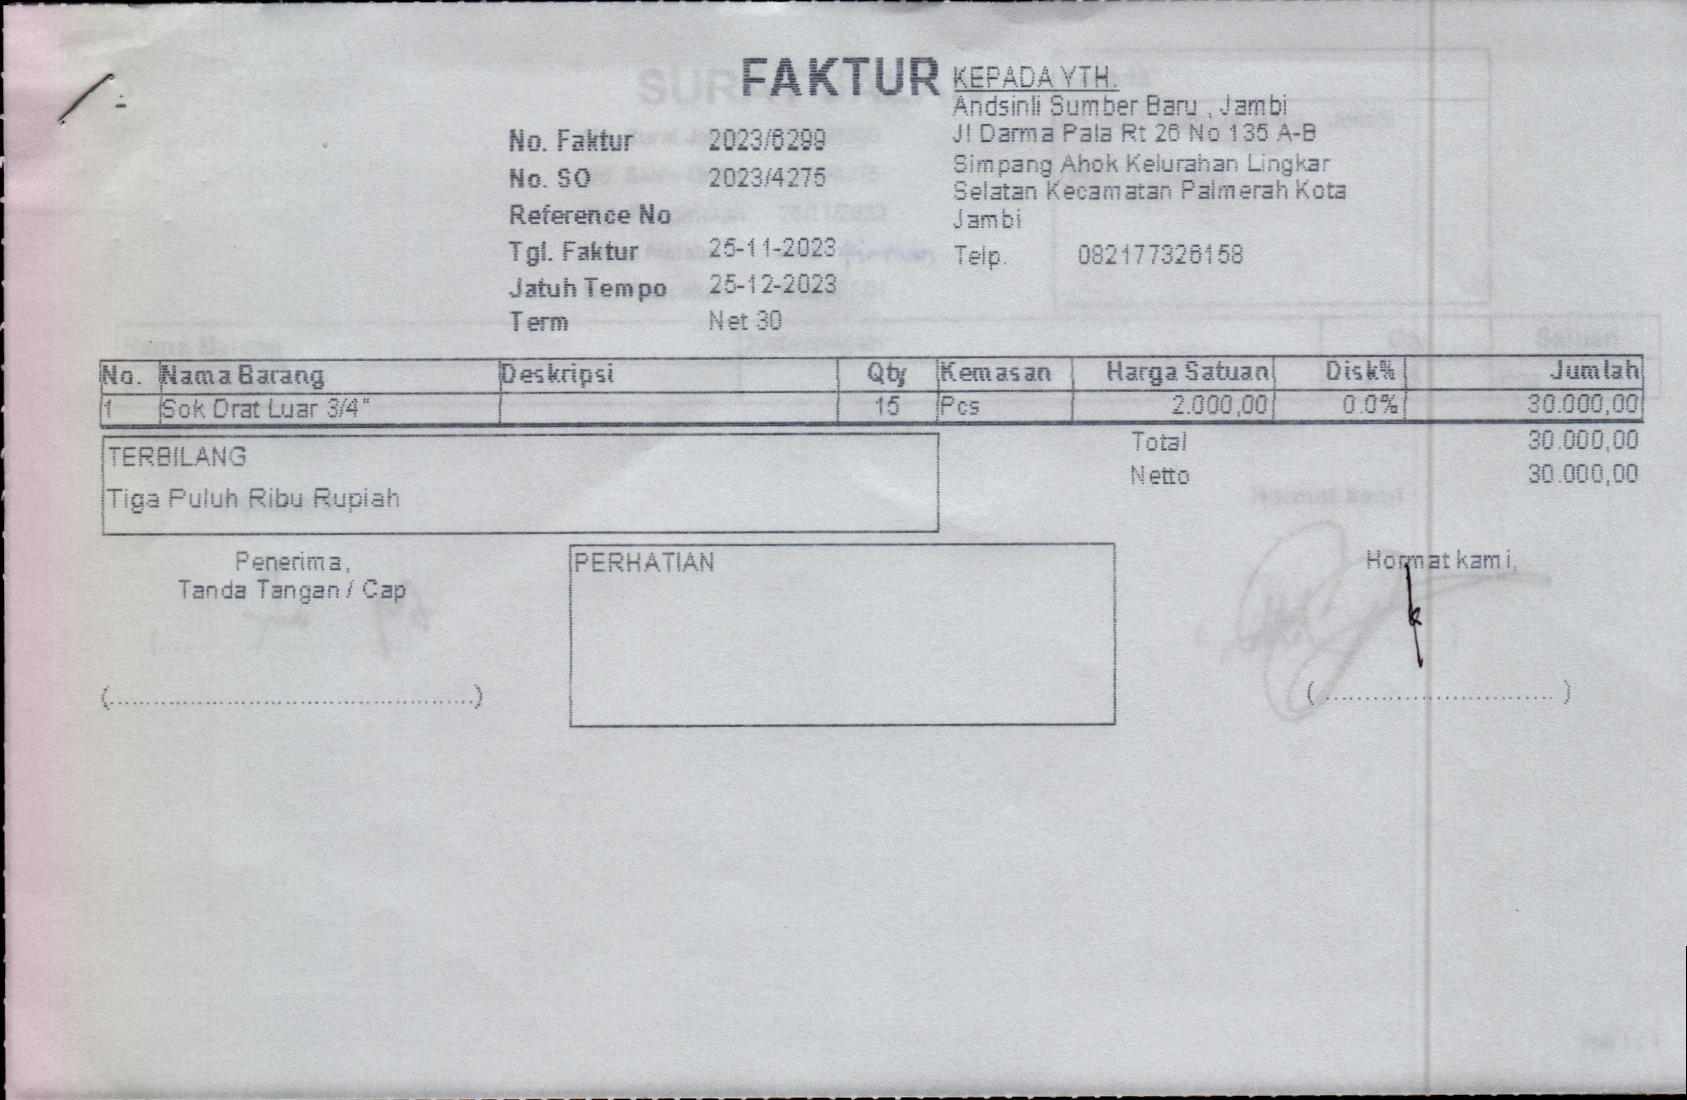 FAKTUR
No. Faktur 2023/6299
No. SO 2023/4275
Reference No
Tgl. Faktur 25-11-2023
Jatuh Tempo 25-12-2023
Term Net 30
KEPADA YTH.
Andsinli Sumber Baru , Jambi
Jl Darma Pala Rt 26 No 135 A-B
Simpang Ahok Kelurahan Lingkar
Selatan Kecamatan Palmerah Kota
Jambi
Telp. 082177326158
No. Nama Barang Deskripsi Qty Kemasan Harga Satuan Disk% Jumlah
1 Sok Drat Luar 3/4" 15 Pcs 2.000,00 0.0% 30.000,00
Total 30.000,00
Netto 30.000,00
TERBILANG
Tiga Puluh Ribu Rupiah
Penerima,
Tanda Tangan / Cap
(................................................)
PERHATIAN
Hormat kami,
(.............................. )